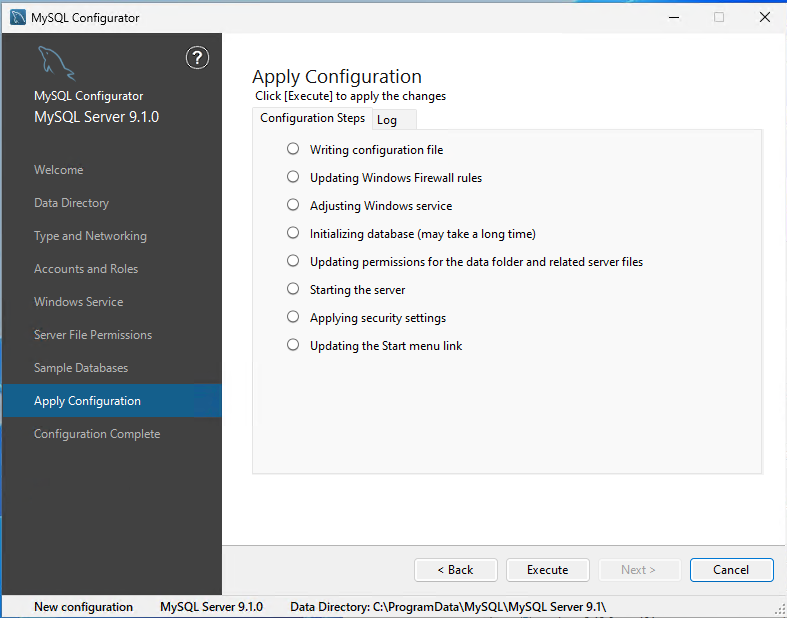 MySQL Configurator
?
MySQL Configurator
MySQL Server 9.1.0
Welcome
Data Directory
Type and Networking
Accounts and Roles
Windows Service
Server File Permissions
Sample Databases
Apply Configuration
Configuration Complete
Apply Configuration
Click [Execute] to apply the changes
Configuration Steps Log
Writing configuration file
Updating Windows Firewall rules
Adjusting Windows service
Initializing database (may take a long time)
Updating permissions for the data folder and related server files
Starting the server
Applying security settings
Updating the Start menu link
< Back Execute Next > Cancel
New configuration MySQL Server 9.1.0 Data Directory: C:\ProgramData\MySQL\MySQL Server 9.1\